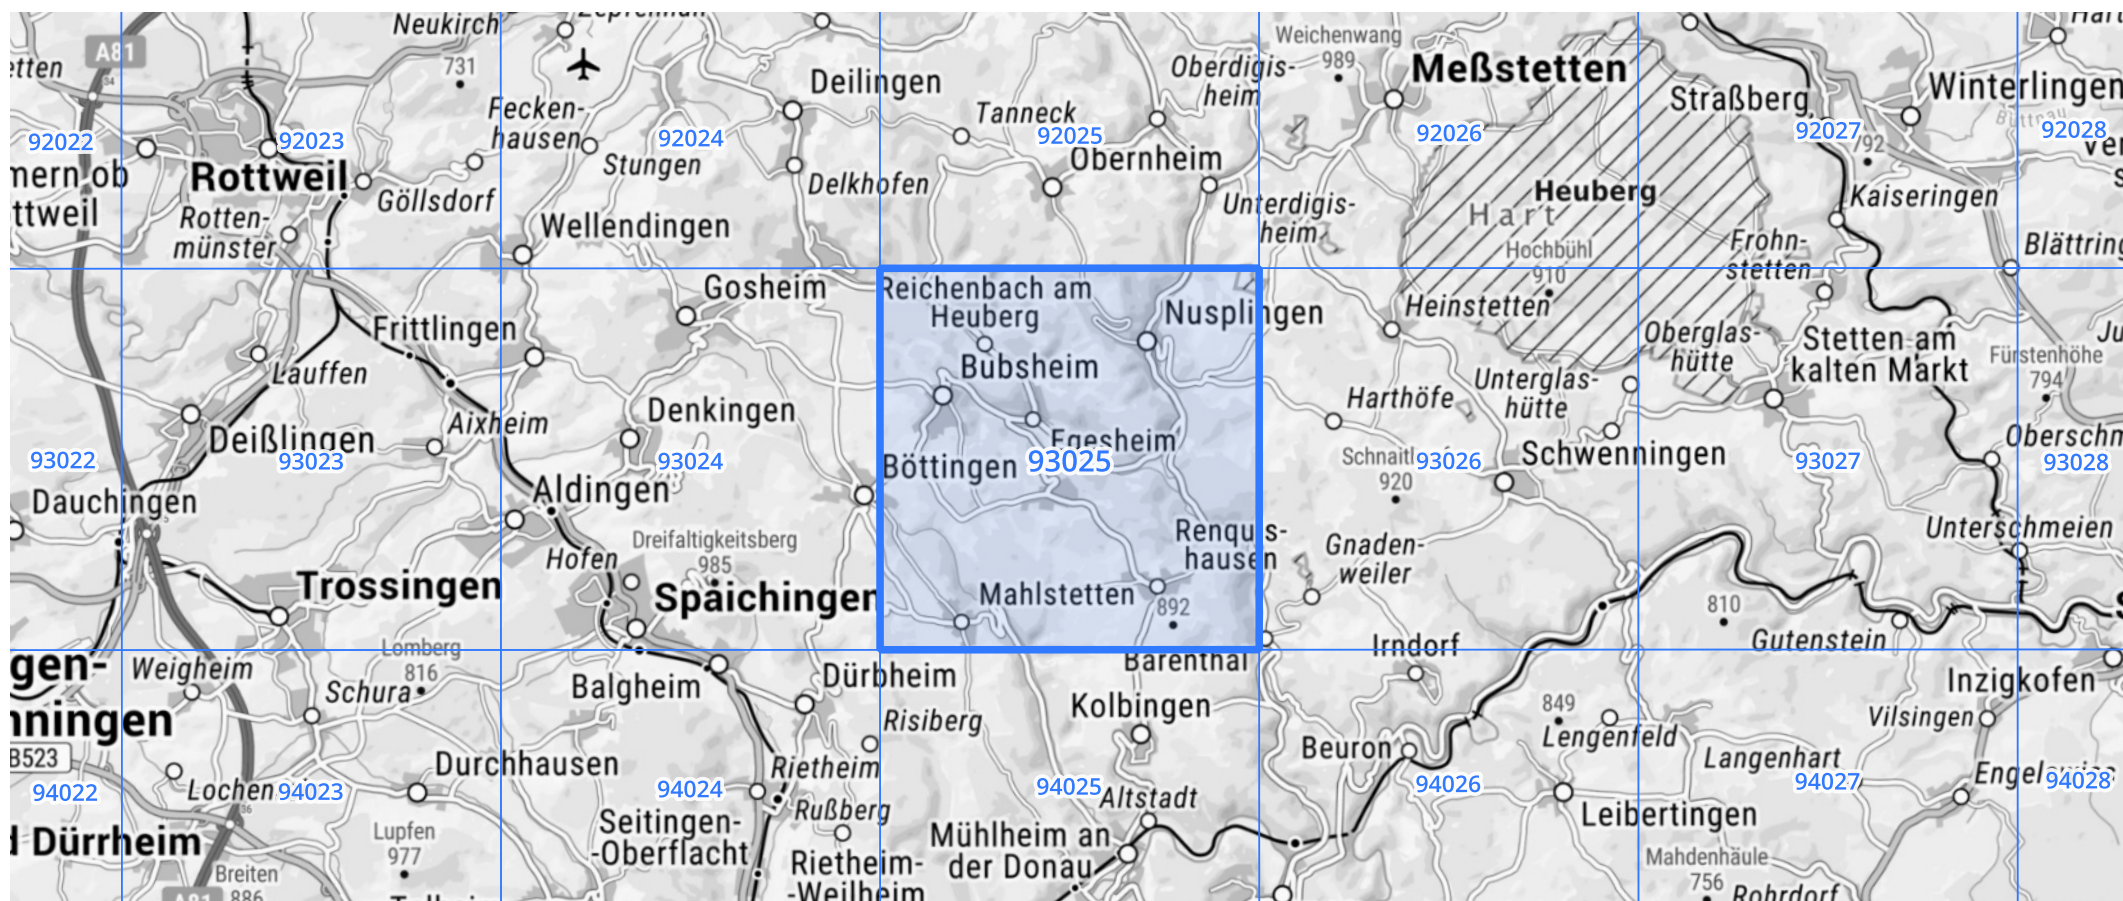 Neukirch
A81
34
731
Deilingen
Weichenwang
989
Oberdigis-
heim
Meßstetten
Straßberg
Winterlingen
Fecken-
hausen
Tanneck
92022
92023
92024
92025
92026
92027
92028
792
Stungen
Obernheim
Rottweil
Göllsdorf
Delkhofen
Unterdigis-
heim
Heuberg
Hart
Kaiseringen
Rotten-
münster
Wellendingen
Hochbühl
910
Frohn-
stetten
Gosheim
Reichenbach am
Heuberg
Nusplingen
Heinstetten
Frittlingen
Oberglas-
hütte
Stetten am
kalten Markt
Fürstenhöhe
794
Lauffen
Bubsheim
Unterglas-
hütte
Harthöfe
Denkingen
Aixheim
Deißlingen
Egesheim
93022
93023
93024
93025
93026
93027
93028
Böttingen
Schnaitl
920
Schwenningen
Dauchingen
Aldingen
Renquis-
hausen
Unterschmeien
Dreifaltigkeitsberg
985
Hofen
Gnaden-
weiler
Trossingen
Spaichingen
Mahlstetten
892
810
Gutenstein
Irndorf
Lomberg
816
Weigheim
Schura
Balgheim
Dürbheim
Bärenthal
Inzigkofen
Kolbingen
Risiberg
849
Lengenfeld
Vilsingen
Beuron
Langenhart
B523
Durchhausen
Rietheim
94022
94023
94024
94025
94026
94027
94028
36
Altstadt
Rußberg
Leibertingen
Seitingen-
-Oberflacht
Mühlheim an
der Donau
Lupfen
977
Rietheim-
-Weilheim
Mahdenhäule
756
Breiten
886
A81
Rohrdorf